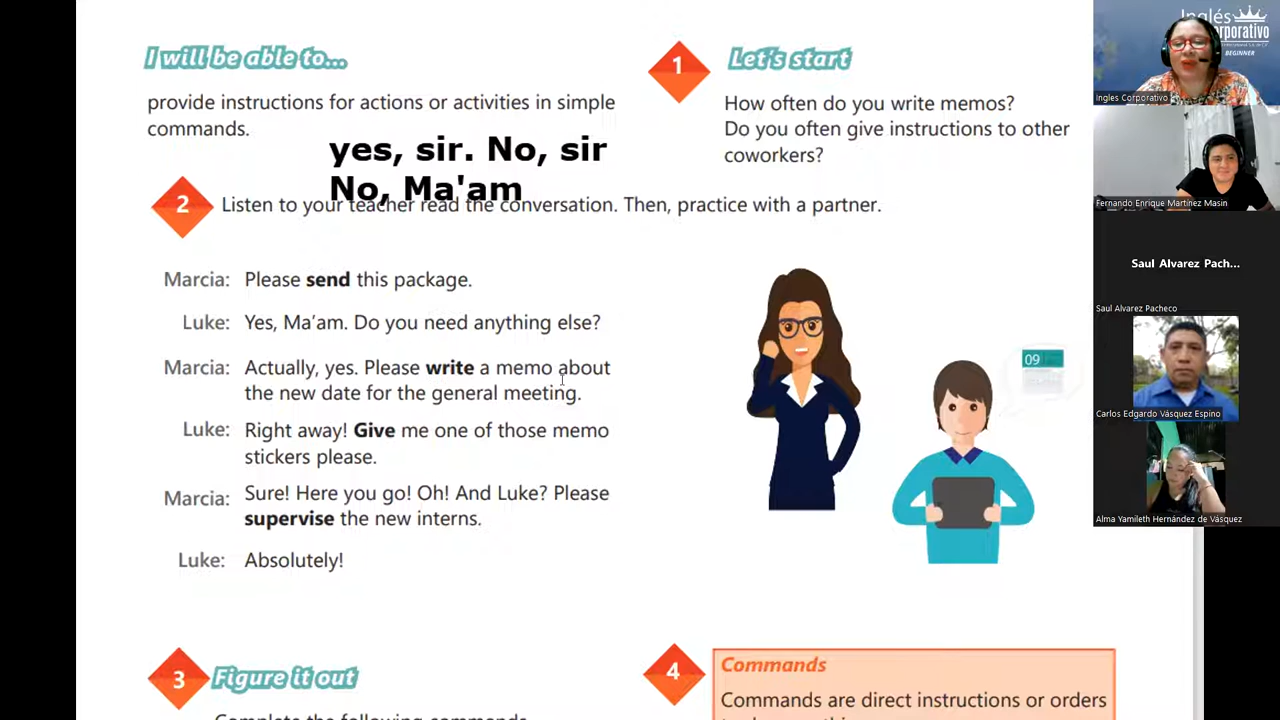 I will be able to...
provide instructions for actions or activities in simple
commands.
yes, sir. No, sir
No, Ma'am
1
Let's start
How often do you write memos?
Do you often give instructions to other
coworkers?
2
Listen to your teacher read the conversation. Then, practice with a partner.
Marcia: Please send this package.
Luke: Yes, Ma'am. Do you need anything else?
Marcia: Actually, yes. Please write a memo about
the new date for the general meeting.
Luke: Right away! Give me one of those memo
stickers please.
Marcia: Sure! Here you go! Oh! And Luke? Please
supervise the new interns.
Luke: Absolutely!
09
3
Figure it out
Complete the following commands
4
Commands
Commands are direct instructions or orders
Inglés
Corporativo
BEGINNER
Ingles Corporativo
Fernando Enrique Martínez Masin
Saul Alvarez Pach...
Saul Alvarez Pacheco
Carlos Edgardo Vásquez Espino
Alma Yamileth Hernández de Vásquez